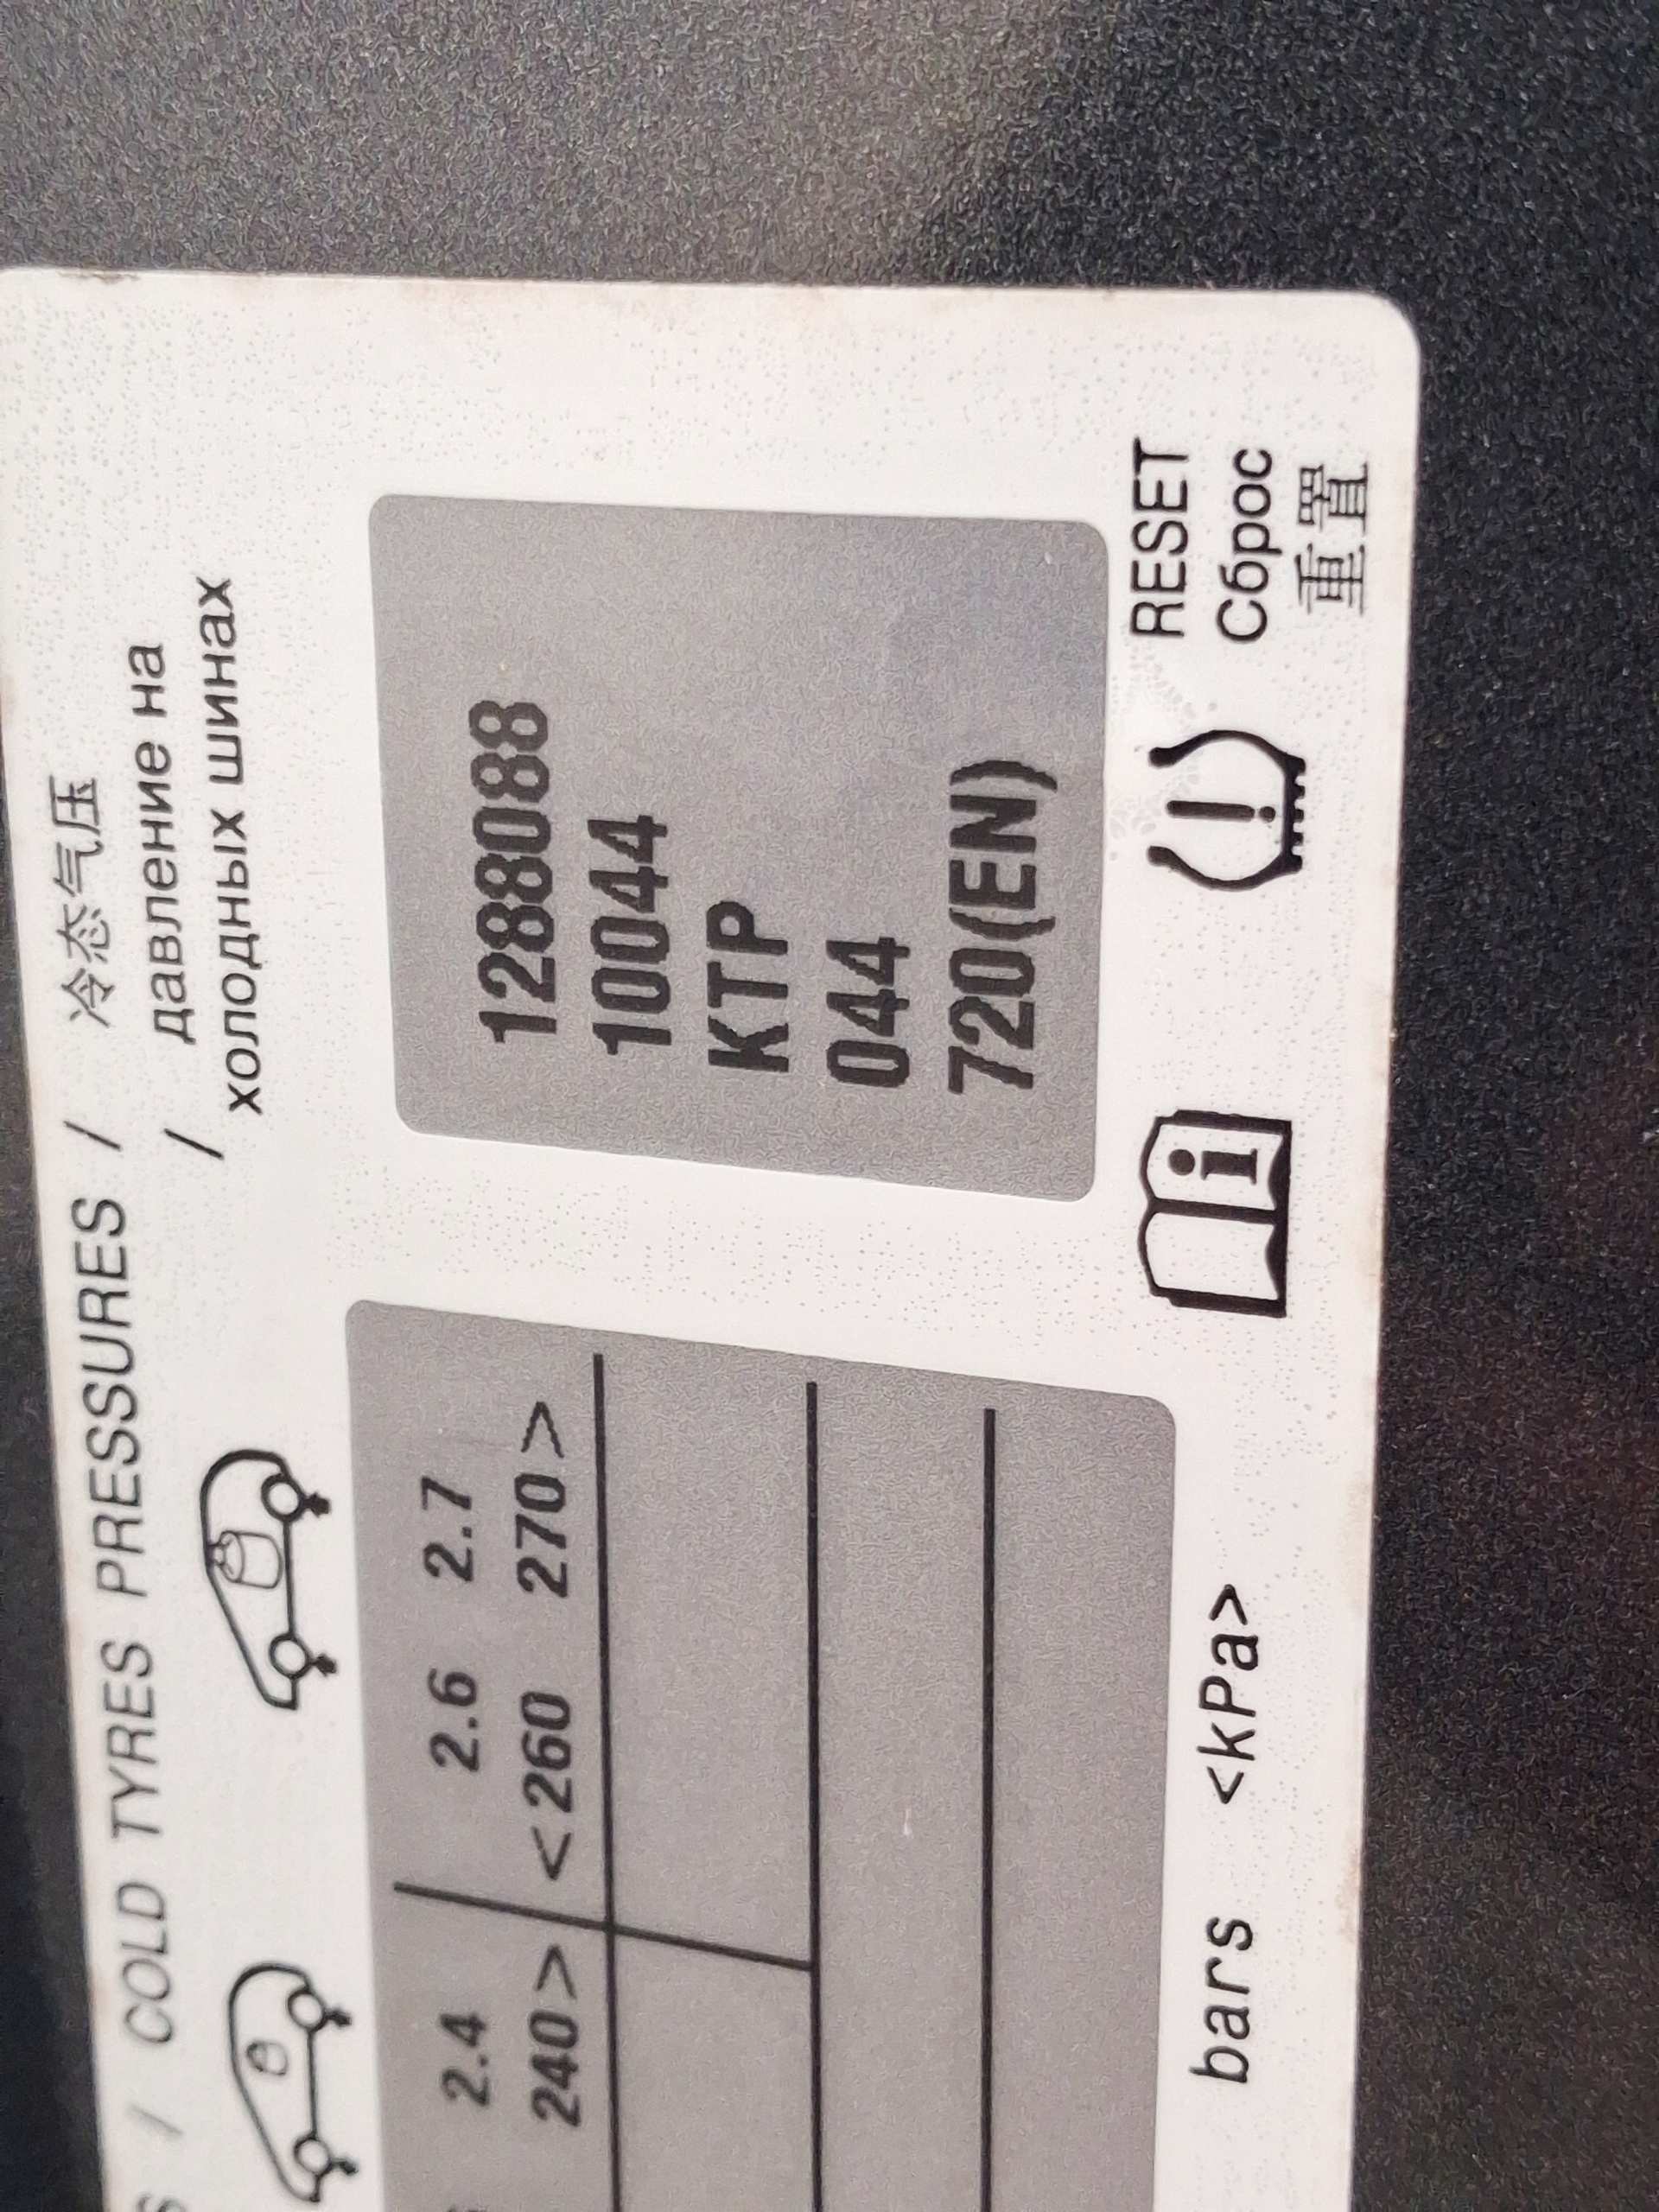 / COLD TYRES PRESSURES / 冷态气压
/ давление на
холодных шинах
2.4 2.6 2.7
240> <260 270>
1288088
10044
KTP
044
720(EN)
bars <kPa>
i
RESET
Сброс
重置